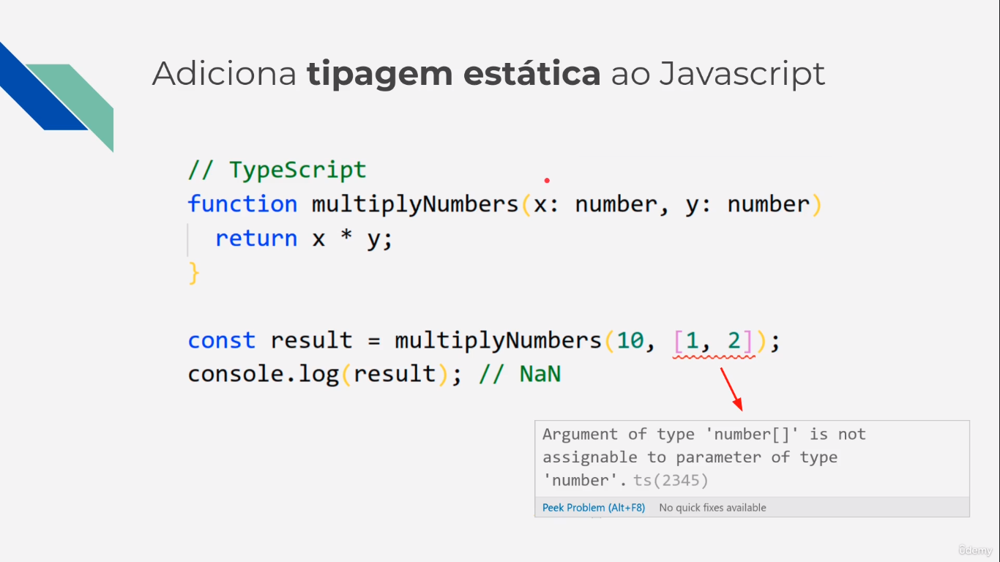 Adiciona tipagem estática ao Javascript
// TypeScript
function multiplyNumbers(x: number, y: number)
return x * y;
}
const result = multiplyNumbers(10, [1, 2]);
console.log(result); // NaN
Argument of type 'number[]' is not
assignable to parameter of type
'number'. ts(2345)
Peek Problem (Alt+F8) No quick fixes available
ûdemy